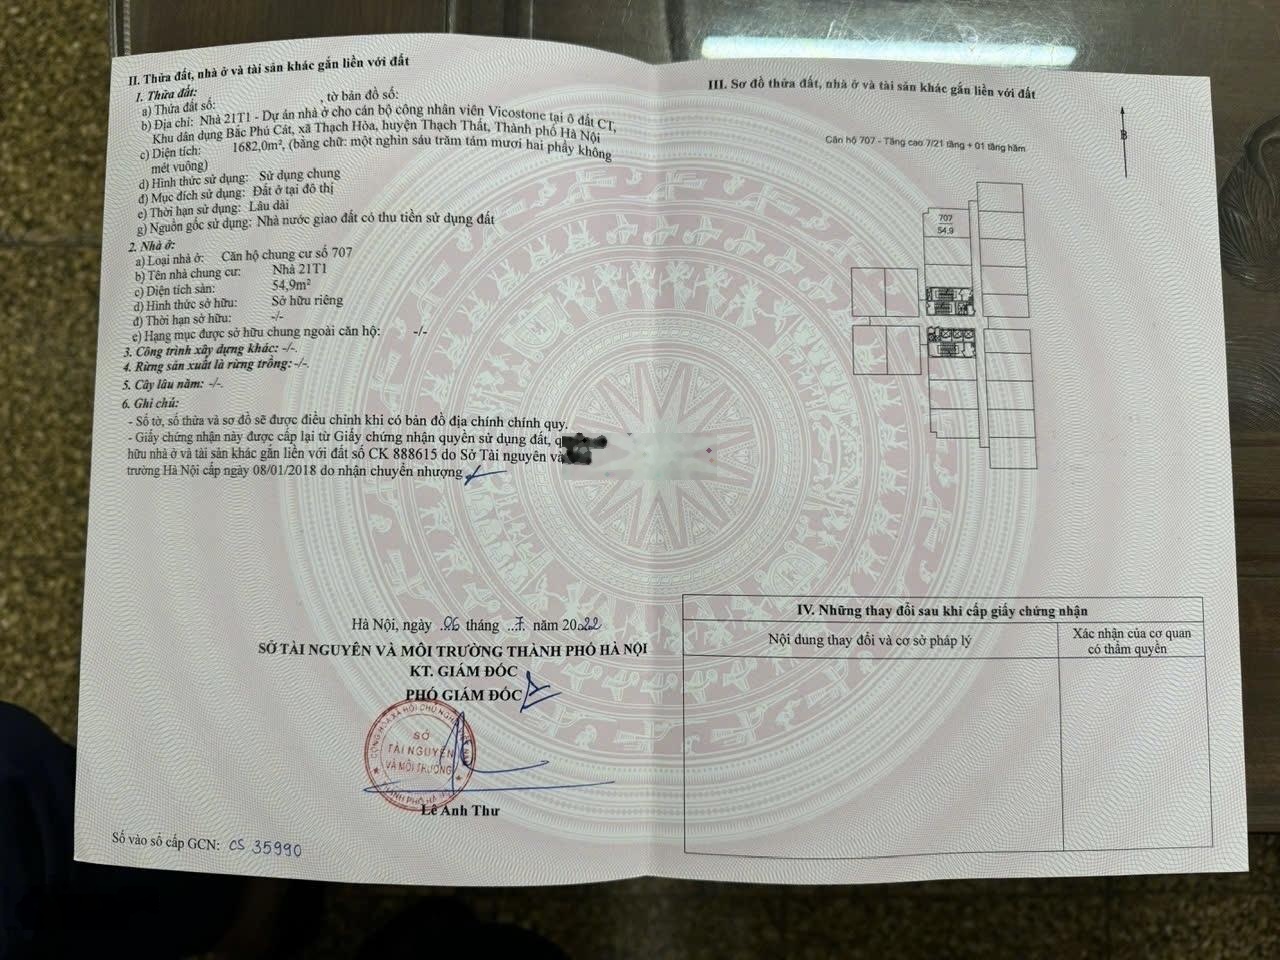 II. Thửa đất, nhà ở và tài sản khác gắn liền với đất
1. Thửa đất:
a) Thửa đất số: , tờ bản đồ số:
b) Địa chỉ: Nhà 21T1 - Dự án nhà ở cho cán bộ công nhân viên Vicostone tại ô đất CT,
Khu dân dụng Bắc Phú Cát, xã Thạch Hòa, huyện Thạch Thất, Thành phố Hà Nội
c) Diện tích: 1682,0m², (bằng chữ: một nghìn sáu trăm tám mươi hai phẩy không
mét vuông)
d) Hình thức sử dụng: Sử dụng chung
đ) Mục đích sử dụng: Đất ở tại đô thị
e) Thời hạn sử dụng: Lâu dài
g) Nguồn gốc sử dụng: Nhà nước giao đất có thu tiền sử dụng đất
2. Nhà ở:
a) Loại nhà ở: Căn hộ chung cư số 707
b) Tên nhà chung cư: Nhà 21T1
c) Diện tích sàn: 54,9m²
d) Hình thức sở hữu: Sở hữu riêng
đ) Thời hạn sở hữu: -/-
e) Hạng mục được sở hữu chung ngoài căn hộ: -/-
3. Công trình xây dựng khác: -/-.
4. Rừng sản xuất là rừng trồng: -/-.
5. Cây lâu năm: -/-.
6. Ghi chú:
- Số tờ, số thửa và sơ đồ sẽ được điều chỉnh khi có bản đồ địa chính chính quy.
- Giấy chứng nhận này được cấp lại từ Giấy chứng nhận quyền sử dụng đất, q
hữu nhà ở và tài sản khác gắn liền với đất số CK 888615 do Sở Tài nguyên và
trường Hà Nội cấp ngày 08/01/2018 do nhận chuyển nhượng
Hà Nội, ngày 06 tháng 7 năm 2022
SỞ TÀI NGUYÊN VÀ MÔI TRƯỜNG THÀNH PHỐ HÀ NỘI
KT. GIÁM ĐỐC
PHÓ GIÁM ĐỐC
CỘNG HÒA XÃ HỘI CHỦ NGHĨA
SỞ
TÀI NGUYÊN
VÀ MÔI TRƯỜNG
THÀNH PHỐ HÀ NỘI
Lê Anh Thư
Số vào sổ cấp GCN: CS 35990
III. Sơ đồ thửa đất, nhà ở và tài sản khác gắn liền với đất
B
Căn hộ 707 - Tầng cao 7/21 tầng + 01 tầng hầm
707
54.9
IV. Những thay đổi sau khi cấp giấy chứng nhận
Nội dung thay đổi và cơ sở pháp lý
Xác nhận của cơ quan
có thẩm quyền